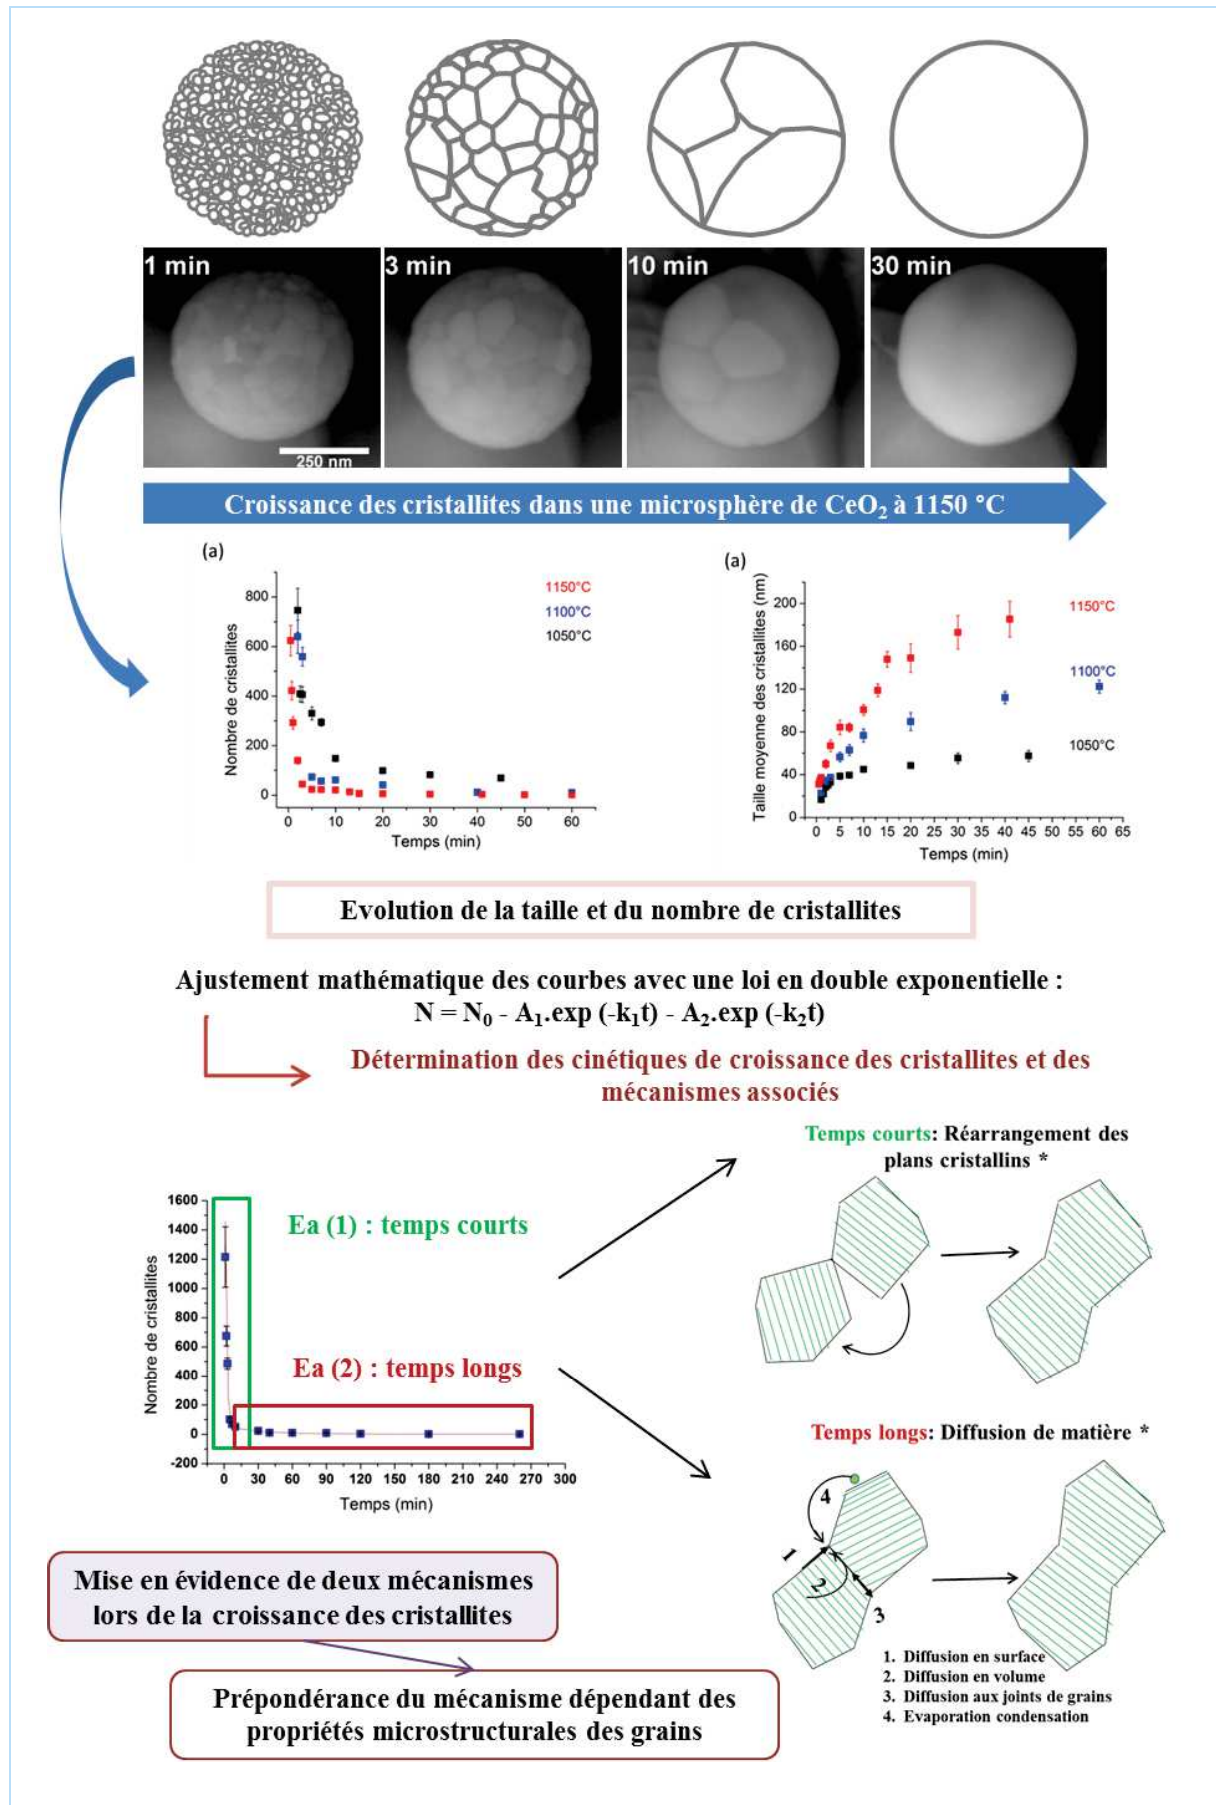 1 min
3 min
10 min
30 min
250 nm
Croissance des cristallites dans une microsphère de CeO₂ à 1150 °C
(a)
Nombre de cristallites
800
600
400
200
0
1150°C
1100°C
1050°C
0 10 20 30 40 50 60
Temps (min)
(a)
Taille moyenne des cristallites (nm)
200
160
120
80
40
0
1150°C
1100°C
1050°C
0 5 10 15 20 25 30 35 40 45 50 55 60 65
Temps (min)
Evolution de la taille et du nombre de cristallites
Ajustement mathématique des courbes avec une loi en double exponentielle :
N = N₀ - A₁.exp (-k₁t) - A₂.exp (-k₂t)
Détermination des cinétiques de croissance des cristallites et des
mécanismes associés
Nombre de cristallites
1600
1400
1200
1000
800
600
400
200
0
-200
Ea (1) : temps courts
Ea (2) : temps longs
0 30 60 90 120 150 180 210 240 270 300
Temps (min)
Temps courts: Réarrangement des
plans cristallins *
Temps longs: Diffusion de matière *
4
1
2
3
1. Diffusion en surface
2. Diffusion en volume
3. Diffusion aux joints de grains
4. Evaporation condensation
Mise en évidence de deux mécanismes
lors de la croissance des cristallites
Prépondérance du mécanisme dépendant des
propriétés microstructurales des grains